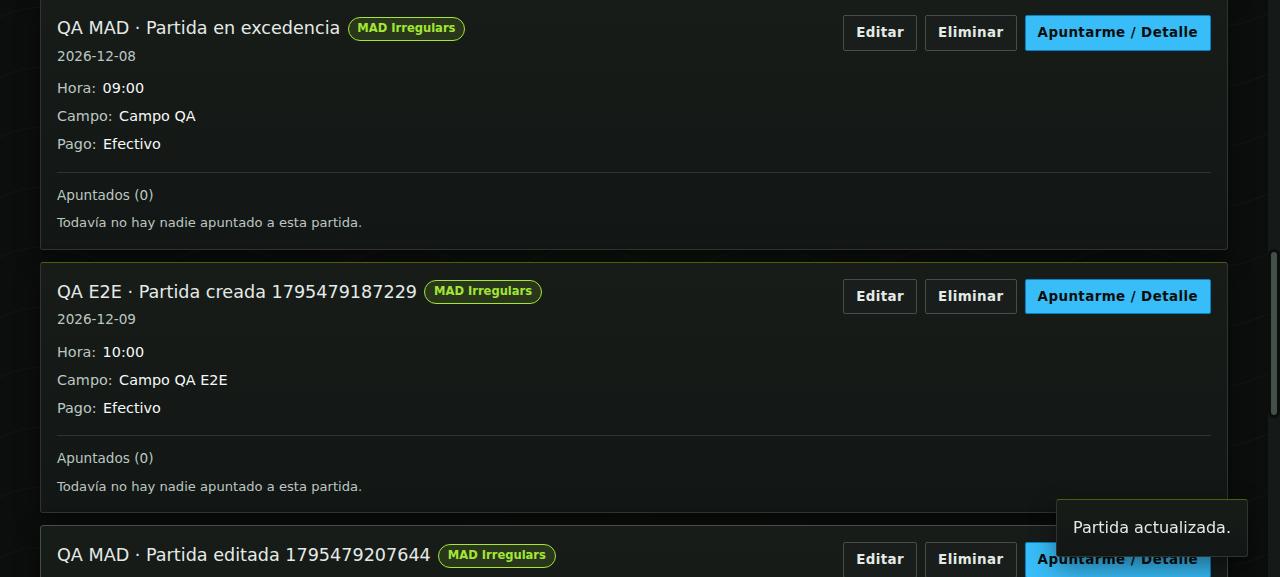 QA MAD · Partida en excedencia MAD Irregulars Editar Eliminar Apuntarme / Detalle
2026-12-08
Hora: 09:00
Campo: Campo QA
Pago: Efectivo
Apuntados (0)
Todavía no hay nadie apuntado a esta partida.
QA E2E · Partida creada 1795479187229 MAD Irregulars Editar Eliminar Apuntarme / Detalle
2026-12-09
Hora: 10:00
Campo: Campo QA E2E
Pago: Efectivo
Apuntados (0)
Todavía no hay nadie apuntado a esta partida.
Partida actualizada.
QA MAD · Partida editada 1795479207644 MAD Irregulars Editar Eliminar Apuntarme / Detalle